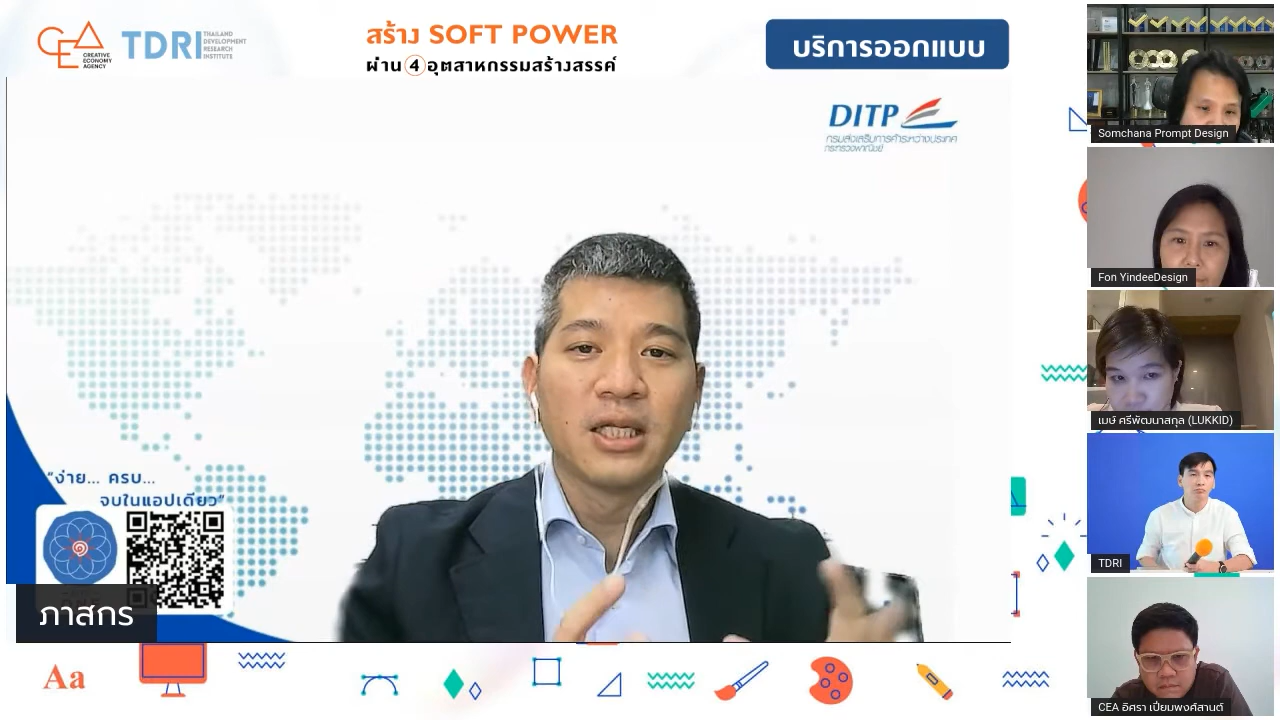 CEA
CREATIVE
ECONOMY
AGENCY
TDRI
THAILAND
DEVELOPMENT
RESEARCH
INSTITUTE
สร้าง SOFT POWER
ผ่าน 4 อุตสาหกรรมสร้างสรรค์
บริการออกแบบ
DITP
กรมส่งเสริมการค้าระหว่างประเทศ
กระทรวงพาณิชย์
“ง่าย... ครบ...
จบในแอปเดียว”
ภาสกร
Aa
Somchana Prompt Design
Fon YindeeDesign
เมษ์ ศรีพัฒนาสกุล (LUKKID)
TDRI
CEA อิศรา เปี่ยมพงศ์สานต์